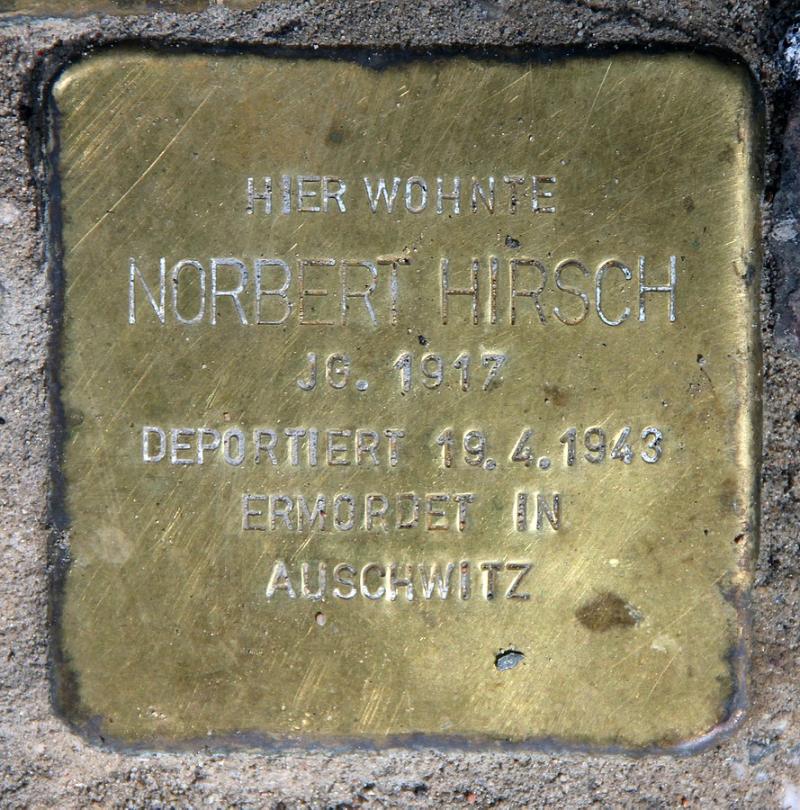 HIER WOHNTE
NORBERT HIRSCH
JG. 1917
DEPORTIERT 19.4.1943
ERMORDET IN
AUSCHWITZ